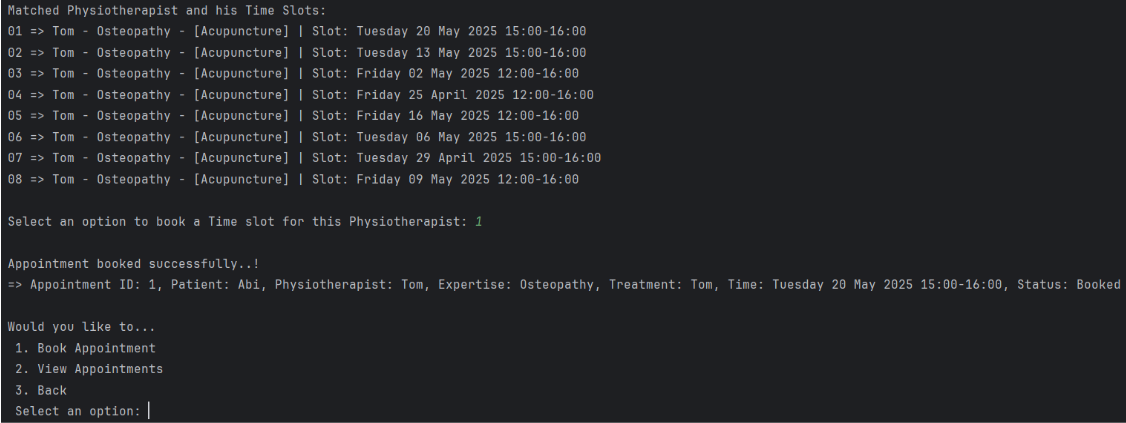 Matched Physiotherapist and his Time Slots:
01 => Tom - Osteopathy - [Acupuncture] | Slot: Tuesday 20 May 2025 15:00-16:00
02 => Tom - Osteopathy - [Acupuncture] | Slot: Tuesday 13 May 2025 15:00-16:00
03 => Tom - Osteopathy - [Acupuncture] | Slot: Friday 02 May 2025 12:00-16:00
04 => Tom - Osteopathy - [Acupuncture] | Slot: Friday 25 April 2025 12:00-16:00
05 => Tom - Osteopathy - [Acupuncture] | Slot: Friday 16 May 2025 12:00-16:00
06 => Tom - Osteopathy - [Acupuncture] | Slot: Tuesday 06 May 2025 15:00-16:00
07 => Tom - Osteopathy - [Acupuncture] | Slot: Tuesday 29 April 2025 15:00-16:00
08 => Tom - Osteopathy - [Acupuncture] | Slot: Friday 09 May 2025 12:00-16:00
Select an option to book a Time slot for this Physiotherapist: 1
Appointment booked successfully..!
=> Appointment ID: 1, Patient: Abi, Physiotherapist: Tom, Expertise: Osteopathy, Treatment: Tom, Time: Tuesday 20 May 2025 15:00-16:00, Status: Booked
Would you like to...
1. Book Appointment
2. View Appointments
3. Back
Select an option: